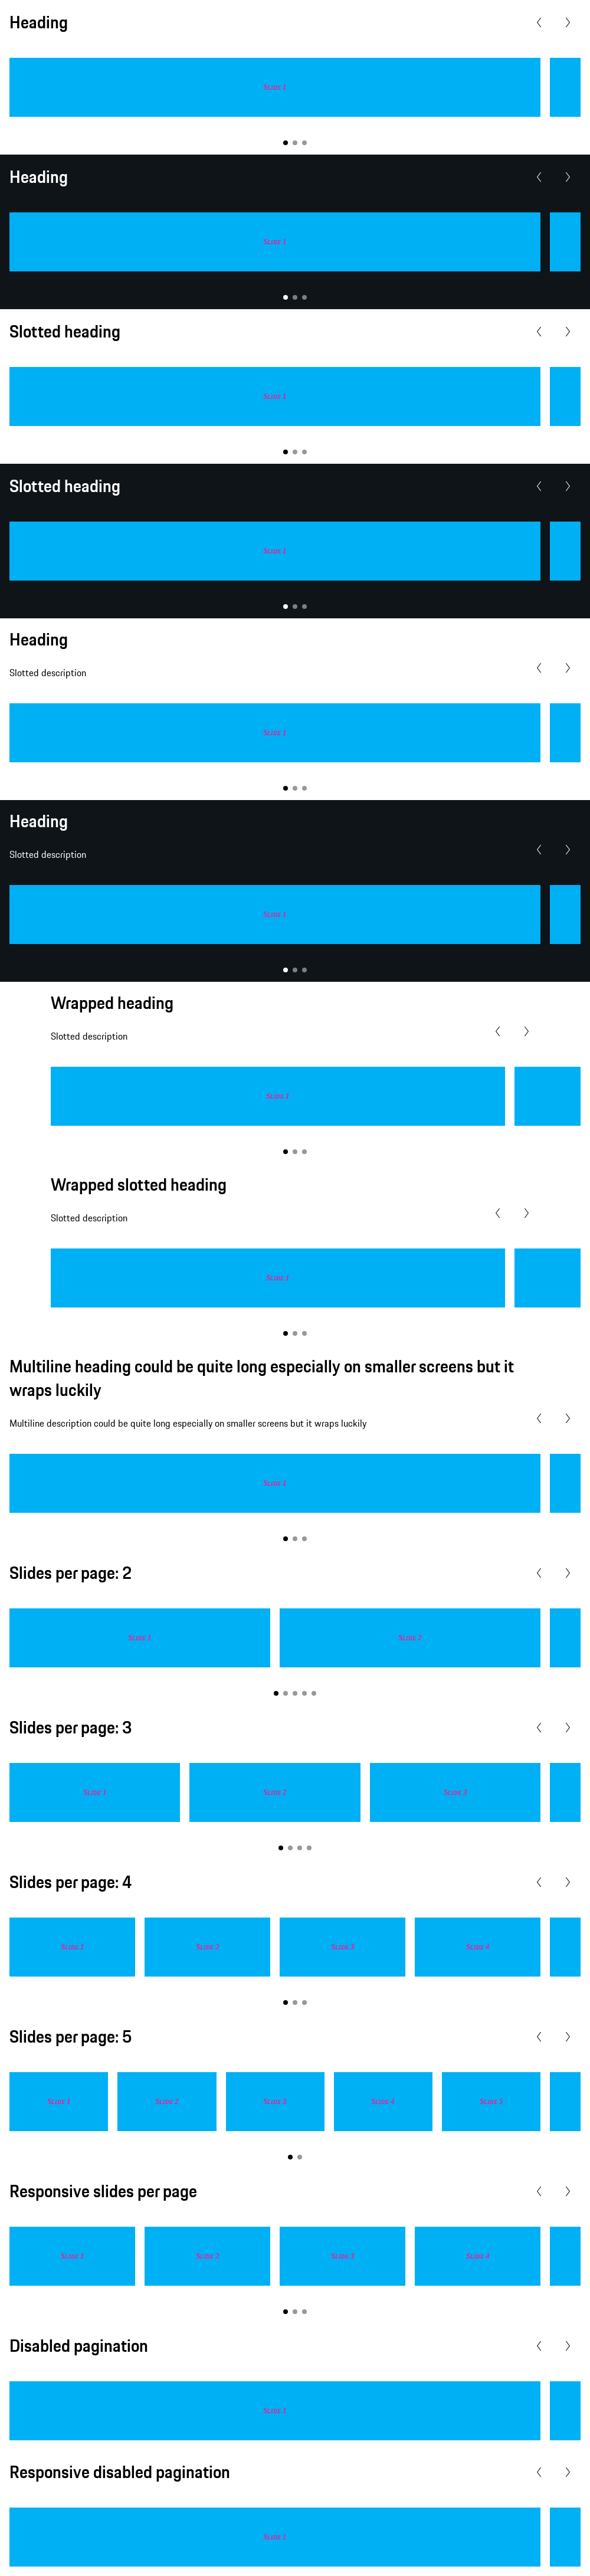 Heading
Slide 1
Heading
Slide 1
Slotted heading
Slide 1
Slotted heading
Slide 1
Heading
Slotted description
Slide 1
Heading
Slotted description
Slide 1
Wrapped heading
Slotted description
Slide 1
Wrapped slotted heading
Slotted description
Slide 1
Multiline heading could be quite long especially on smaller screens but it
wraps luckily
Multiline description could be quite long especially on smaller screens but it wraps luckily
Slide 1
Slides per page: 2
Slide 1 Slide 2
Slides per page: 3
Slide 1 Slide 2 Slide 3
Slides per page: 4
Slide 1 Slide 2 Slide 3 Slide 4
Slides per page: 5
Slide 1 Slide 2 Slide 3 Slide 4 Slide 5
Responsive slides per page
Slide 1 Slide 2 Slide 3 Slide 4
Disabled pagination
Slide 1
Responsive disabled pagination
Slide 1